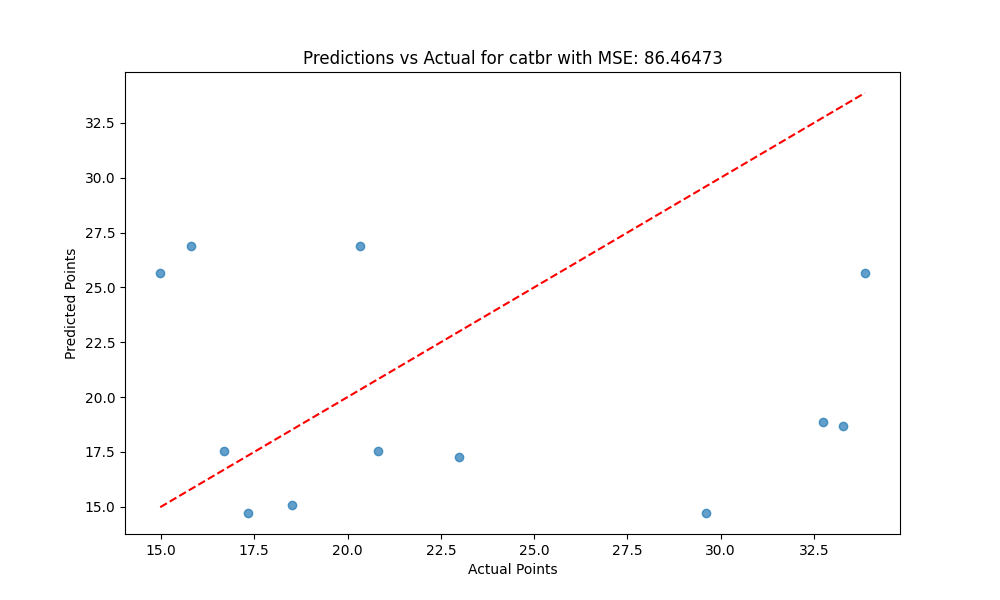 Predictions vs Actual for catbr with MSE: 86.46473
32.5
30.0
27.5
25.0
22.5
20.0
17.5
15.0
Predicted Points
15.0 17.5 20.0 22.5 25.0 27.5 30.0 32.5
Actual Points